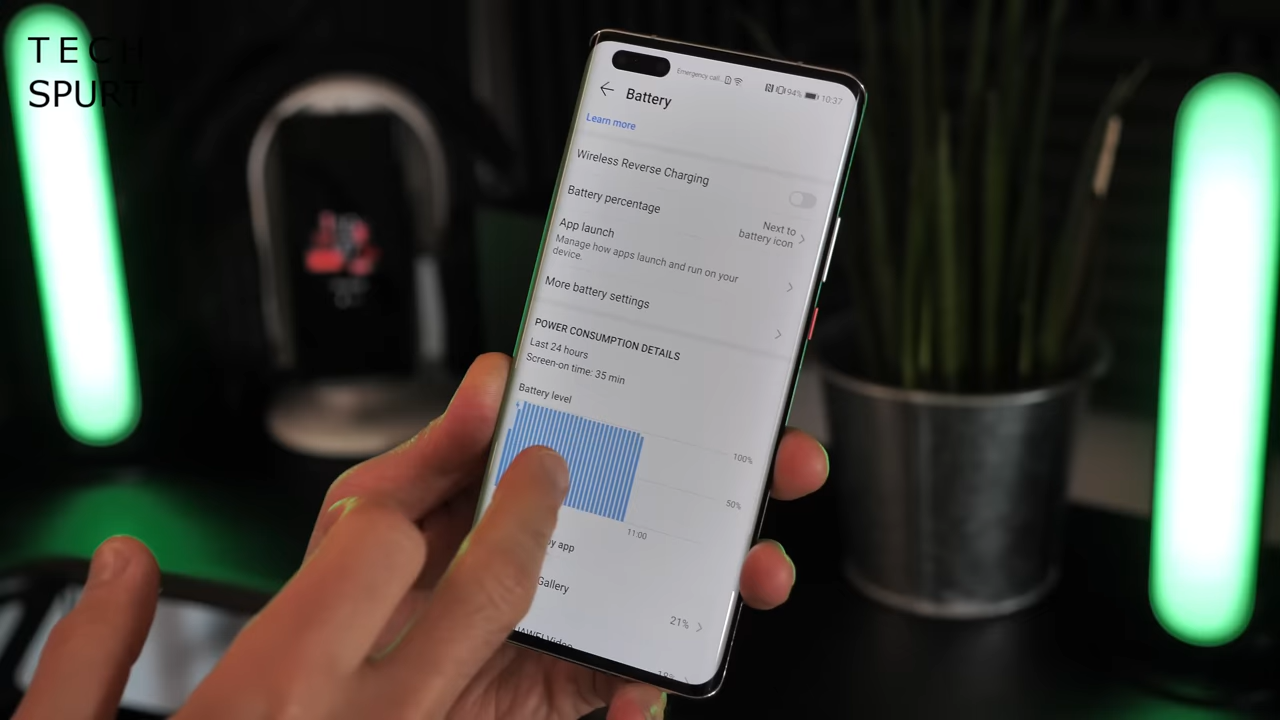 TECH
SPURT
Emergency call..
94%
10:37
Battery
Learn more
Wireless Reverse Charging
Battery percentage
Next to
battery icon
App launch
Manage how apps launch and run on your
device.
More battery settings
POWER CONSUMPTION DETAILS
Last 24 hours
Screen-on time: 35 min
Battery level
100%
50%
11:00
by app
Gallery
21%
Video